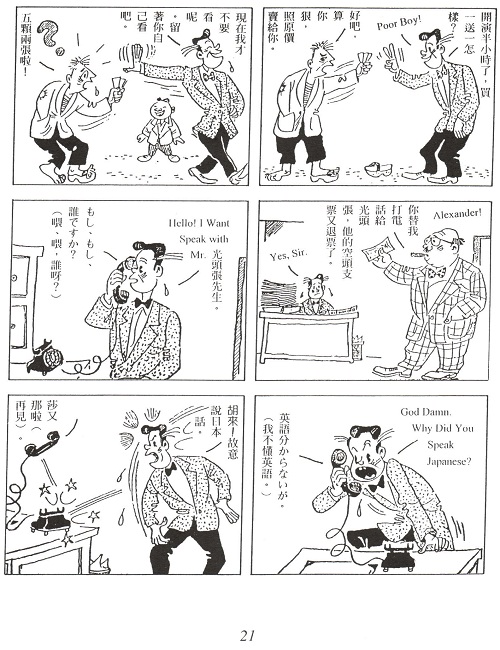 開演半小時了,買
一送一怎
樣?
Poor Boy!
好吧,
算
你
狠,
照原價
賣給你。
現在我才
不要
看
呢
。留
著你自
己看
吧。
?
五顆兩張啦!
Alexander!
你替我
打電
話給
光頭
張,他的空頭支
票又退票了。
Yes, Sir.
Hello! I Want
Speak with
Mr. 光頭張先生。
もし、もし、
誰ですか?
(喂、喂,誰呀?)
God Damn.
Why Did You
Speak
Japanese?
英語分からないが。
(我不懂英語。)
胡來!故意
說日本
話。
莎又
那啦(
再見)。
21